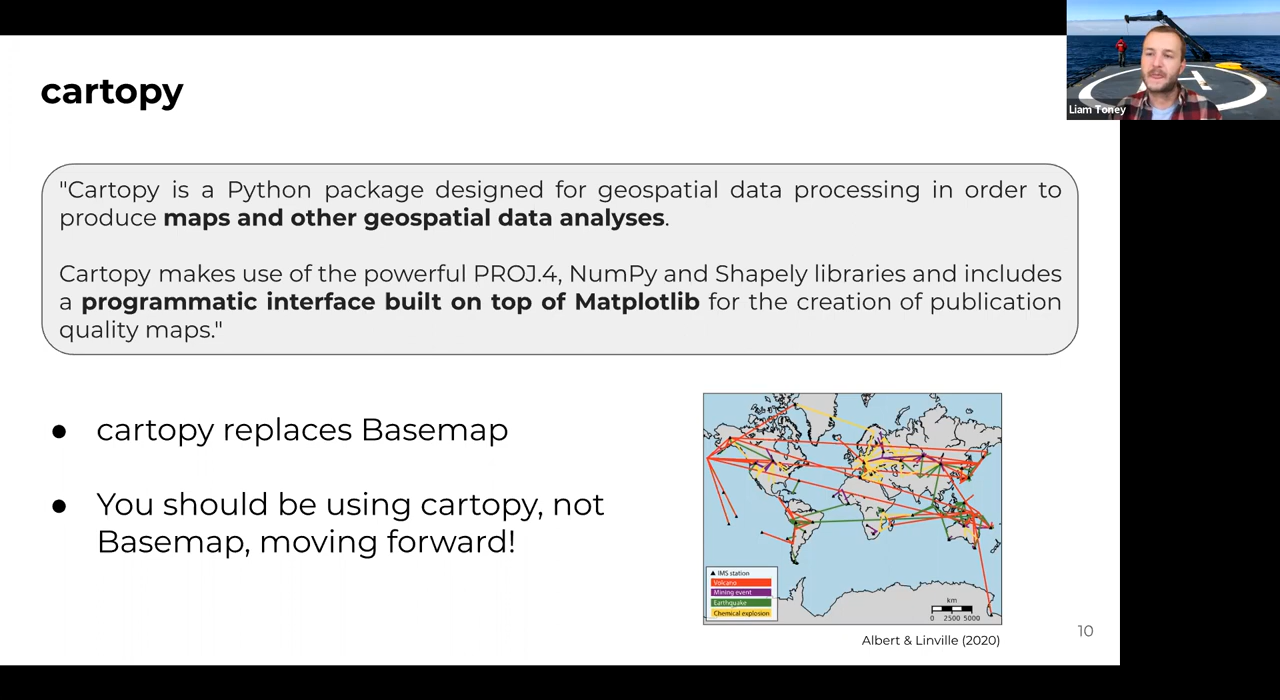 cartopy
Liam Toney
"Cartopy is a Python package designed for geospatial data processing in order to
produce maps and other geospatial data analyses.
Cartopy makes use of the powerful PROJ.4, NumPy and Shapely libraries and includes
a programmatic interface built on top of Matplotlib for the creation of publication
quality maps."
● cartopy replaces Basemap
● You should be using cartopy, not
Basemap, moving forward!
IMS station
Volcano
Mining event
Earthquake
Chemical explosion
km
0 2500 5000
Albert & Linville (2020)
10